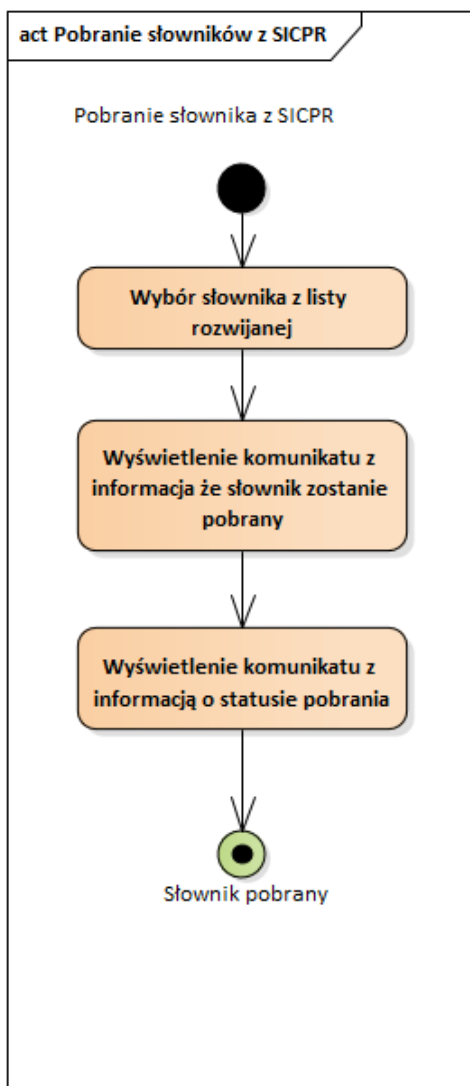 act Pobranie słowników z SICPR
Pobranie słownika z SICPR
Wybór słownika z listy
rozwijanej
Wyświetlenie komunikatu z
informacja że słownik zostanie
pobrany
Wyświetlenie komunikatu z
informacją o statusie pobrania
Słownik pobrany